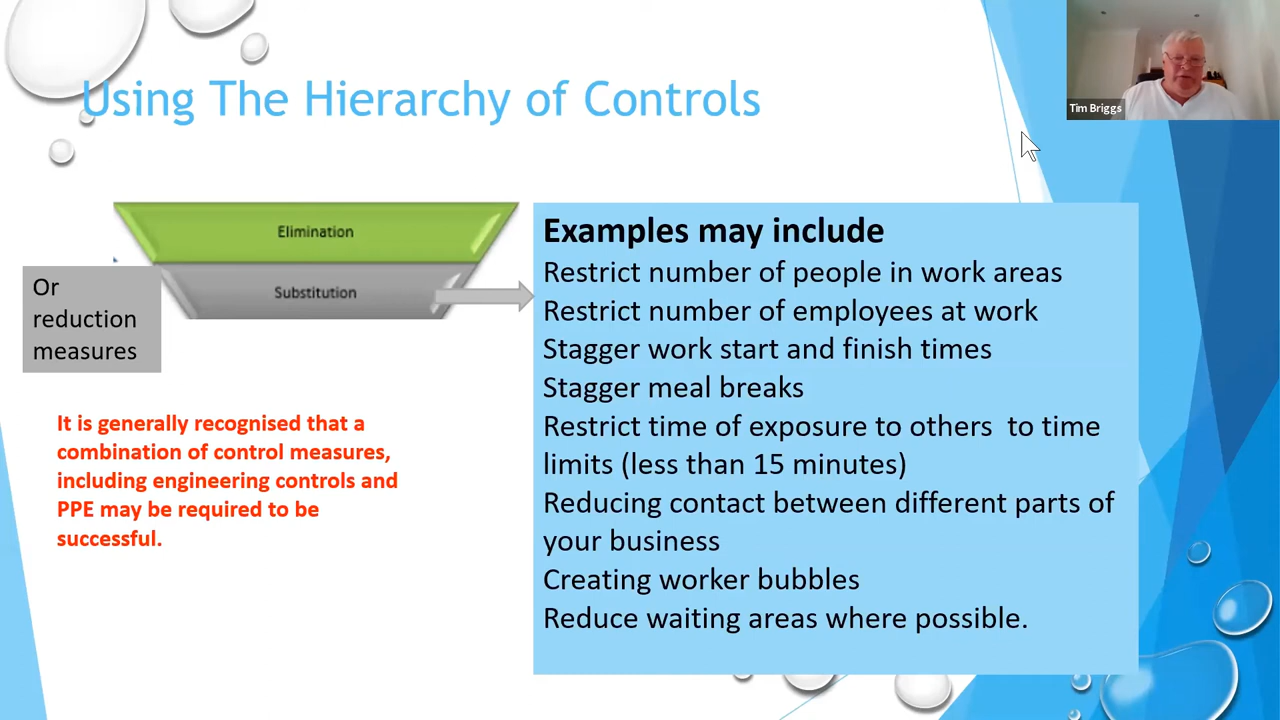 Using The Hierarchy of Controls
Tim Briggs
Elimination
Substitution
Or
reduction
measures
It is generally recognised that a
combination of control measures,
including engineering controls and
PPE may be required to be
successful.
Examples may include
Restrict number of people in work areas
Restrict number of employees at work
Stagger work start and finish times
Stagger meal breaks
Restrict time of exposure to others  to time
limits (less than 15 minutes)
Reducing contact between different parts of
your business
Creating worker bubbles
Reduce waiting areas where possible.